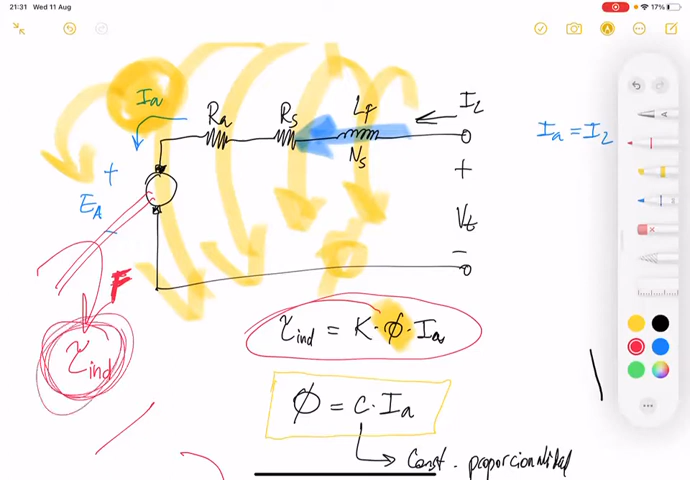 21:31 Wed 11 Aug
17%
Ia
Ra
Rs
Lf
IL
Ia = IL
Ns
+
+
EA
Vt
-
-
F
τind = K · ϕ · Ia
τind
ϕ = c · Ia
Const. proporcionalidad